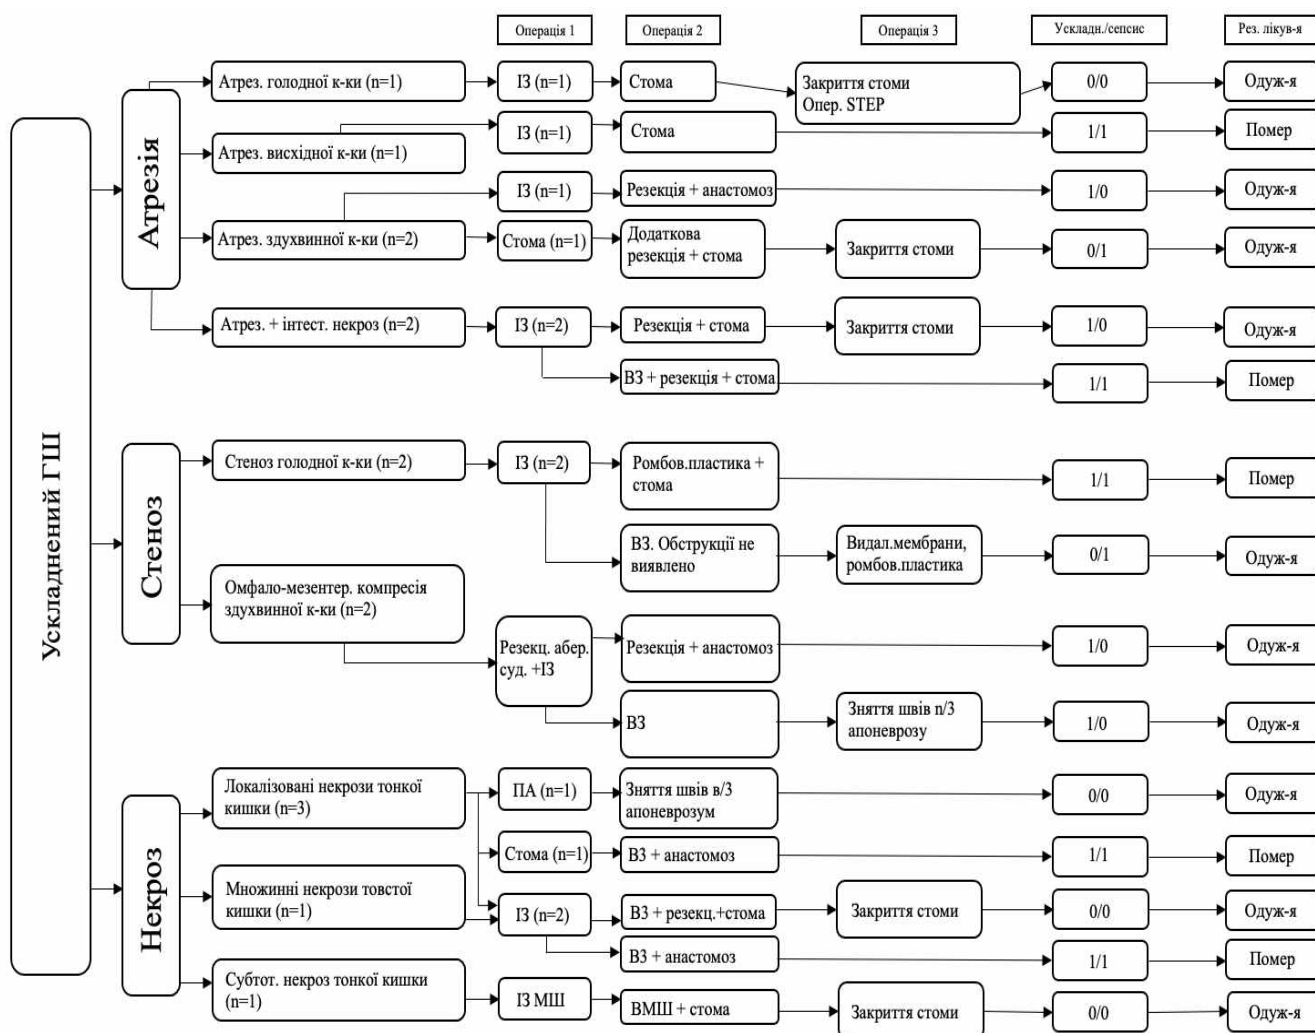 Операція 1
Операція 2
Операція 3
Ускладн./сепсис
Рез. лікув-я
Ускладнений ГШ
Атрезія
Атрез. голодної к-ки (n=1)
ІЗ (n=1)
Стома
Закриття стоми
Опер. STEP
0/0
Одуж-я
Атрез. висхідної к-ки (n=1)
ІЗ (n=1)
Стома
1/1
Помер
ІЗ (n=1)
Резекція + анастомоз
1/0
Одуж-я
Атрез. здухвинної к-ки (n=2)
Стома (n=1)
Додаткова
резекція + стома
Закриття стоми
0/1
Одуж-я
Атрез. + інтест. некроз (n=2)
ІЗ (n=2)
Резекція + стома
Закриття стоми
1/0
Одуж-я
ВЗ + резекція + стома
1/1
Помер
Стеноз
Стеноз голодної к-ки (n=2)
ІЗ (n=2)
Ромбов.пластика +
стома
1/1
Помер
ВЗ. Обструкції не
виявлено
Видал.мембрани,
ромбов.пластика
0/1
Одуж-я
Омфало-мезентер. компресія
здухвинної к-ки (n=2)
Резекц. абер.
суд. +ІЗ
Резекція + анастомоз
1/0
Одуж-я
ВЗ
Зняття швів n/3
апоневрозу
1/0
Одуж-я
Некроз
Локалізовані некрози тонкої
кишки (n=3)
ПА (n=1)
Зняття швів в/3
апоневрозум
0/0
Одуж-я
Стома (n=1)
ВЗ + анастомоз
1/1
Помер
Множинні некрози товстої
кишки (n=1)
ІЗ (n=2)
ВЗ + резекц.+стома
Закриття стоми
0/0
Одуж-я
ВЗ + анастомоз
1/1
Помер
Субтот. некроз тонкої кишки
(n=1)
ІЗ МШ
ВМШ + стома
Закриття стоми
0/0
Одуж-я